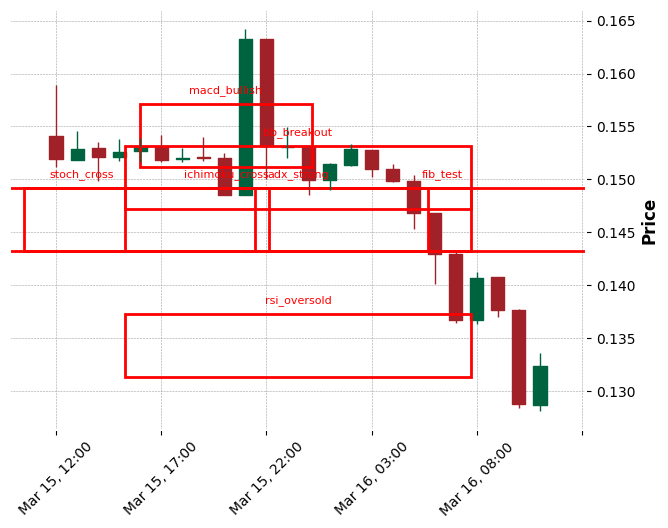 0.165
0.160
macd_bullish
0.155
fib_breakout
0.150
stoch_cross
ichimoku_cross
adx_strong
fib_test
0.145
0.140
rsi_oversold
0.135
0.130
Price
Mar 15, 12:00
Mar 15, 17:00
Mar 15, 22:00
Mar 16, 03:00
Mar 16, 08:00